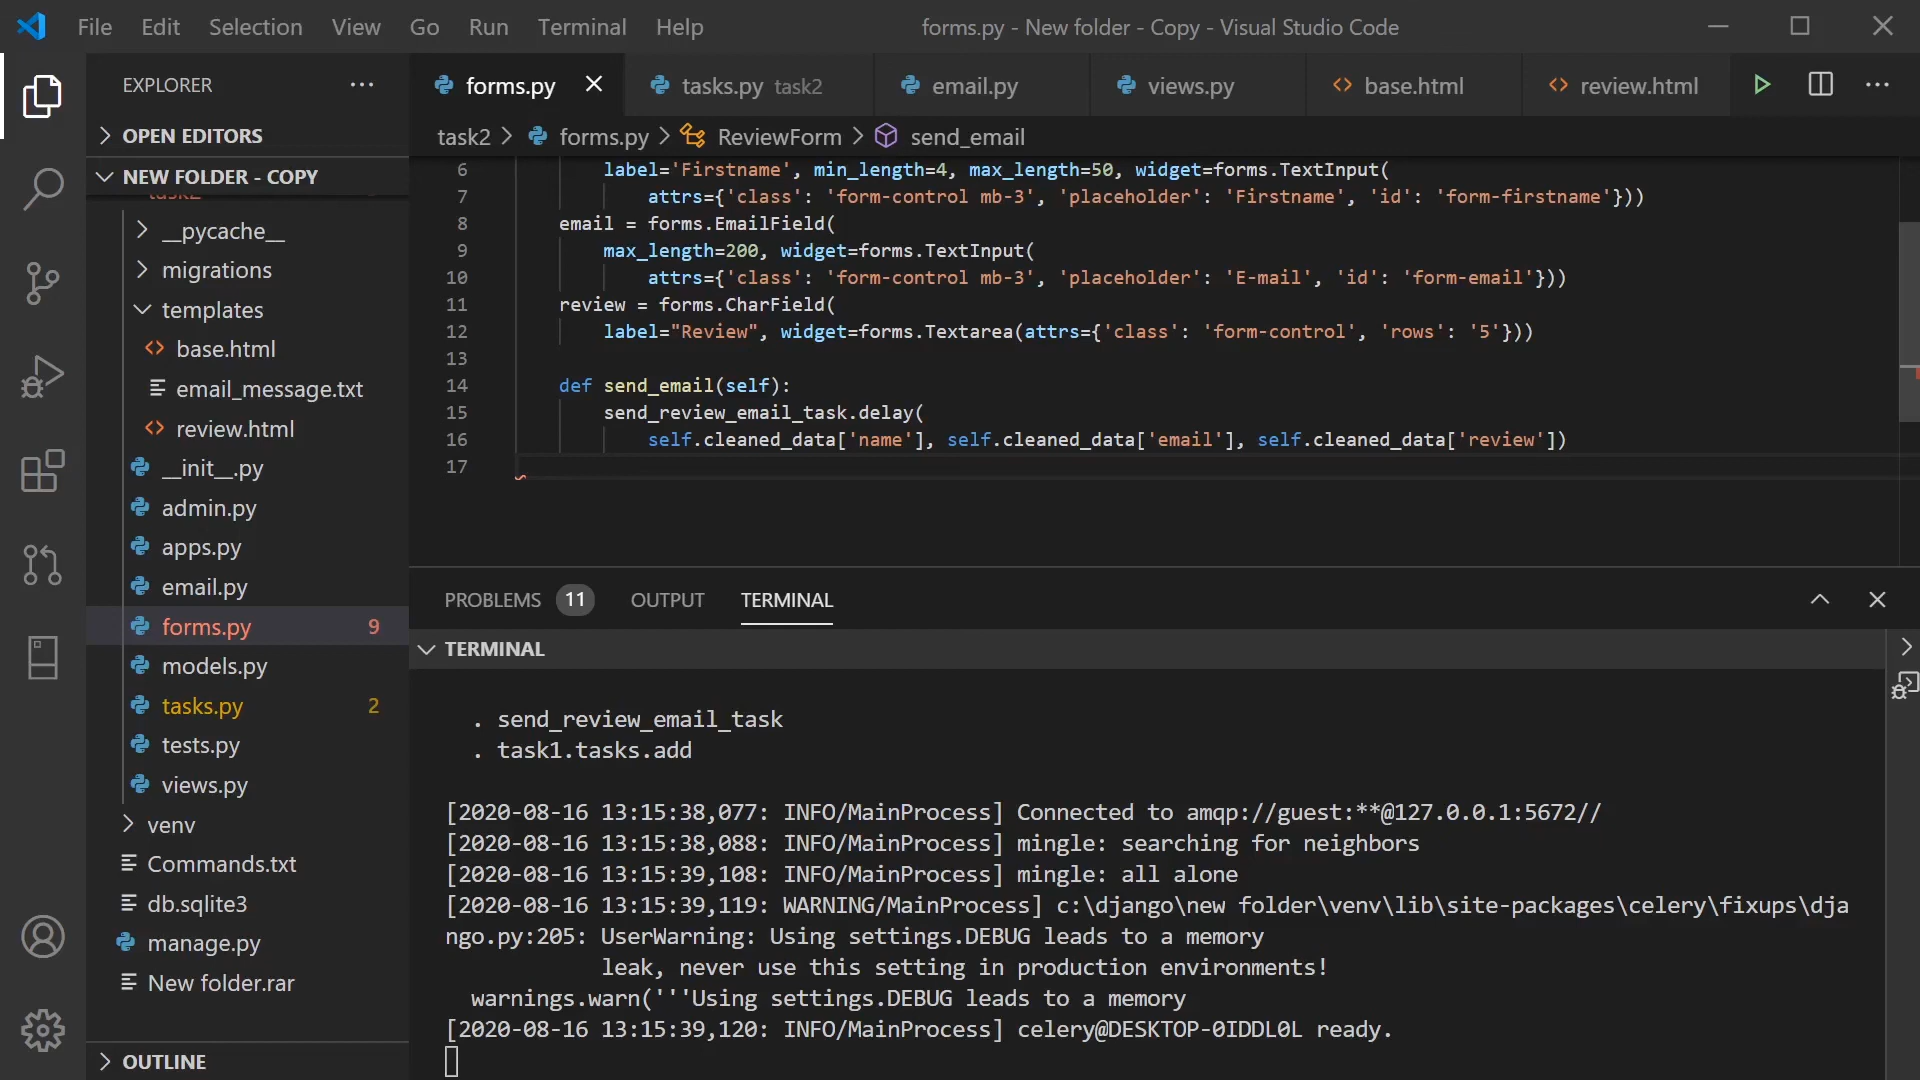 File Edit Selection View Go Run Terminal Help
forms.py - New folder - Copy - Visual Studio Code
EXPLORER
OPEN EDITORS
NEW FOLDER - COPY
__pycache__
migrations
templates
base.html
email_message.txt
review.html
__init__.py
admin.py
apps.py
email.py
forms.py 9
models.py
tasks.py 2
tests.py
views.py
venv
Commands.txt
db.sqlite3
manage.py
New folder.rar
OUTLINE
forms.py tasks.py task2 email.py views.py base.html review.html
task2 > forms.py > ReviewForm > send_email
6 label='Firstname', min_length=4, max_length=50, widget=forms.TextInput(
7 attrs={'class': 'form-control mb-3', 'placeholder': 'Firstname', 'id': 'form-firstname'}))
8 email = forms.EmailField(
9 max_length=200, widget=forms.TextInput(
10 attrs={'class': 'form-control mb-3', 'placeholder': 'E-mail', 'id': 'form-email'}))
11 review = forms.CharField(
12 label="Review", widget=forms.Textarea(attrs={'class': 'form-control', 'rows': '5'}))
13
14 def send_email(self):
15 send_review_email_task.delay(
16 self.cleaned_data['name'], self.cleaned_data['email'], self.cleaned_data['review'])
17
PROBLEMS 11 OUTPUT TERMINAL
TERMINAL
. send_review_email_task
. task1.tasks.add
[2020-08-16 13:15:38,077: INFO/MainProcess] Connected to amqp://guest:**@127.0.0.1:5672//
[2020-08-16 13:15:38,088: INFO/MainProcess] mingle: searching for neighbors
[2020-08-16 13:15:39,108: INFO/MainProcess] mingle: all alone
[2020-08-16 13:15:39,119: WARNING/MainProcess] c:\django\new folder\venv\lib\site-packages\celery\fixups\dja
ngo.py:205: UserWarning: Using settings.DEBUG leads to a memory
leak, never use this setting in production environments!
warnings.warn('''Using settings.DEBUG leads to a memory
[2020-08-16 13:15:39,120: INFO/MainProcess] celery@DESKTOP-0IDDL0L ready.